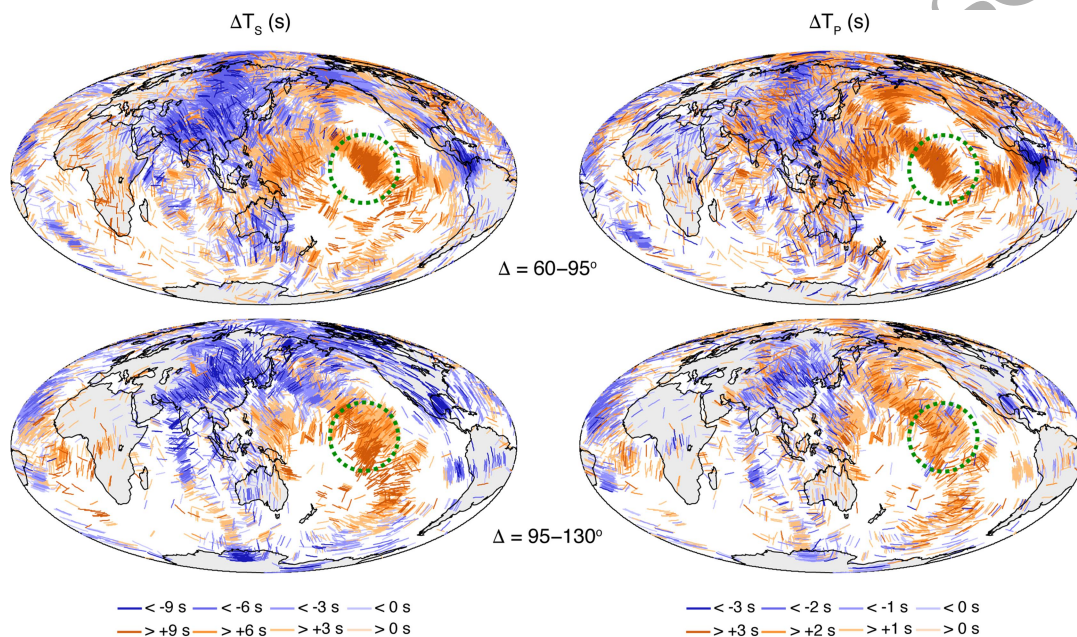 ΔT_S (s)
ΔT_P (s)
Δ = 60–95°
Δ = 95–130°
< -9 s < -6 s < -3 s < 0 s
> +9 s > +6 s > +3 s > 0 s
< -3 s < -2 s < -1 s < 0 s
> +3 s > +2 s > +1 s > 0 s